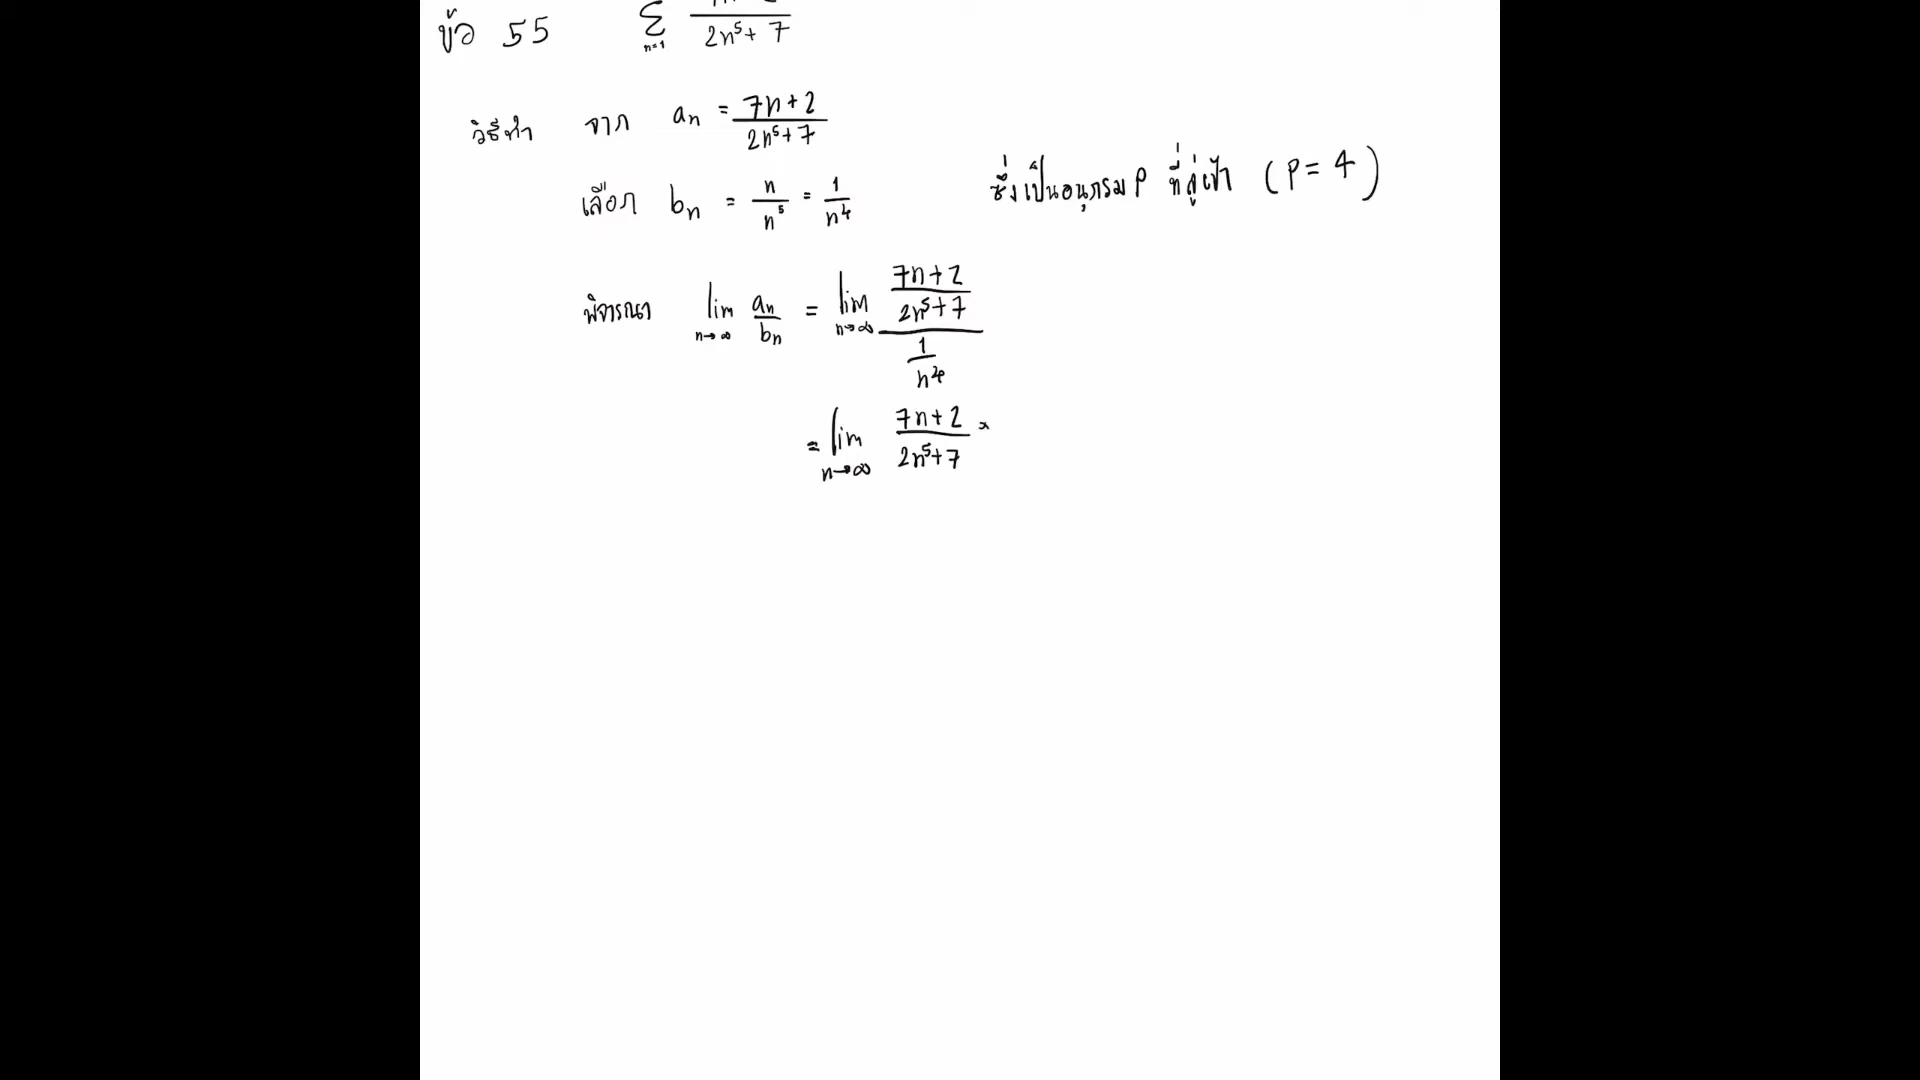 ข้อ 55 ∑ n=1 / 2n⁵+ 7
วิธีทำ จาก aₙ = (7n+2)/(2n⁵+7)
เลือก bₙ = n/n⁵ = 1/n⁴ ซึ่งเป็นอนุกรม P ที่ลู่เข้า (P = 4)
พิจารณา lim n→∞ aₙ/bₙ = lim n→∞ ((7n+2)/(2n⁵+7))/(1/n⁴)
= lim n→∞ (7n+2)/(2n⁵+7) ×